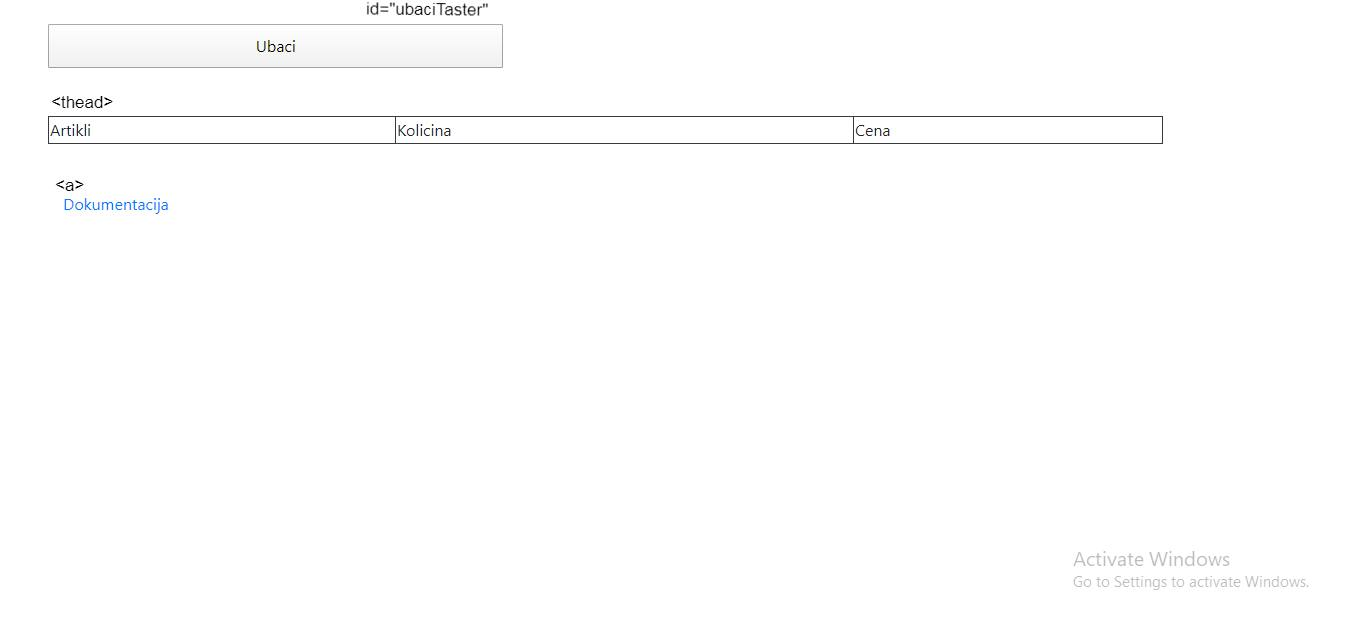 id="ubaciTaster"
Ubaci
<thead>
Artikli Kolicina Cena
<a>
Dokumentacija
Activate Windows
Go to Settings to activate Windows.